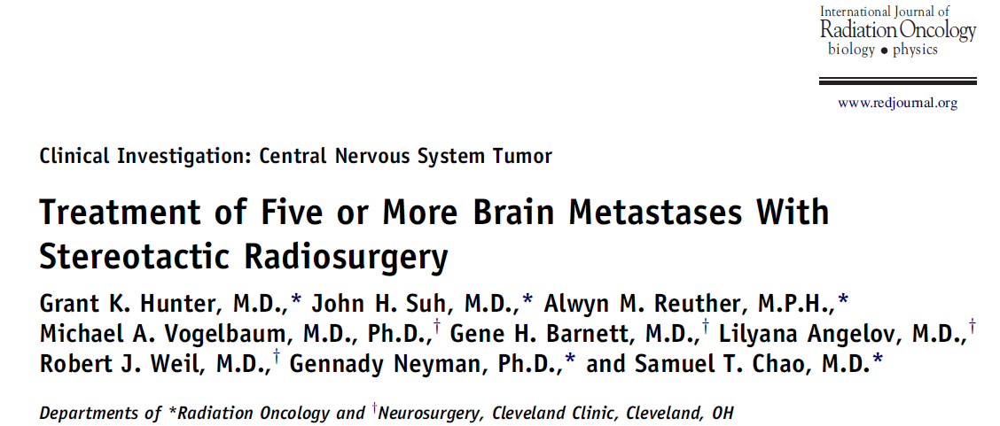 International Journal of
Radiation Oncology
biology • physics
www.redjournal.org
Clinical Investigation: Central Nervous System Tumor
Treatment of Five or More Brain Metastases With
Stereotactic Radiosurgery
Grant K. Hunter, M.D.,* John H. Suh, M.D.,* Alwyn M. Reuther, M.P.H.,*
Michael A. Vogelbaum, M.D., Ph.D.,† Gene H. Barnett, M.D.,† Lilyana Angelov, M.D.,†
Robert J. Weil, M.D.,† Gennady Neyman, Ph.D.,* and Samuel T. Chao, M.D.*
Departments of *Radiation Oncology and †Neurosurgery, Cleveland Clinic, Cleveland, OH